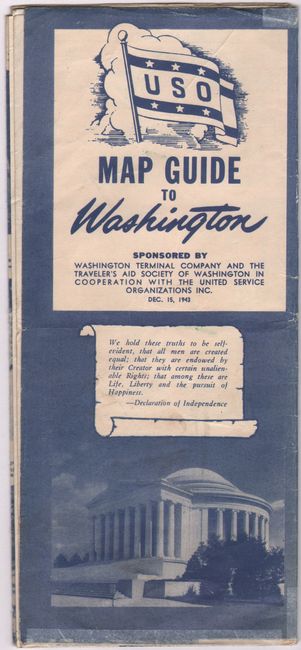 USO
MAP GUIDE
TO
Washington
SPONSORED BY
WASHINGTON TERMINAL COMPANY AND THE
TRAVELER'S AID SOCIETY OF WASHINGTON IN
COOPERATION WITH THE UNITED SERVICE
ORGANIZATIONS INC.
DEC. 15, 1943
We hold these truths to be self-
evident, that all men are created
equal; that they are endowed by
their Creator with certain unalien-
able Rights; that among these are
Life, Liberty and the pursuit of
Happiness.
—Declaration of Independence